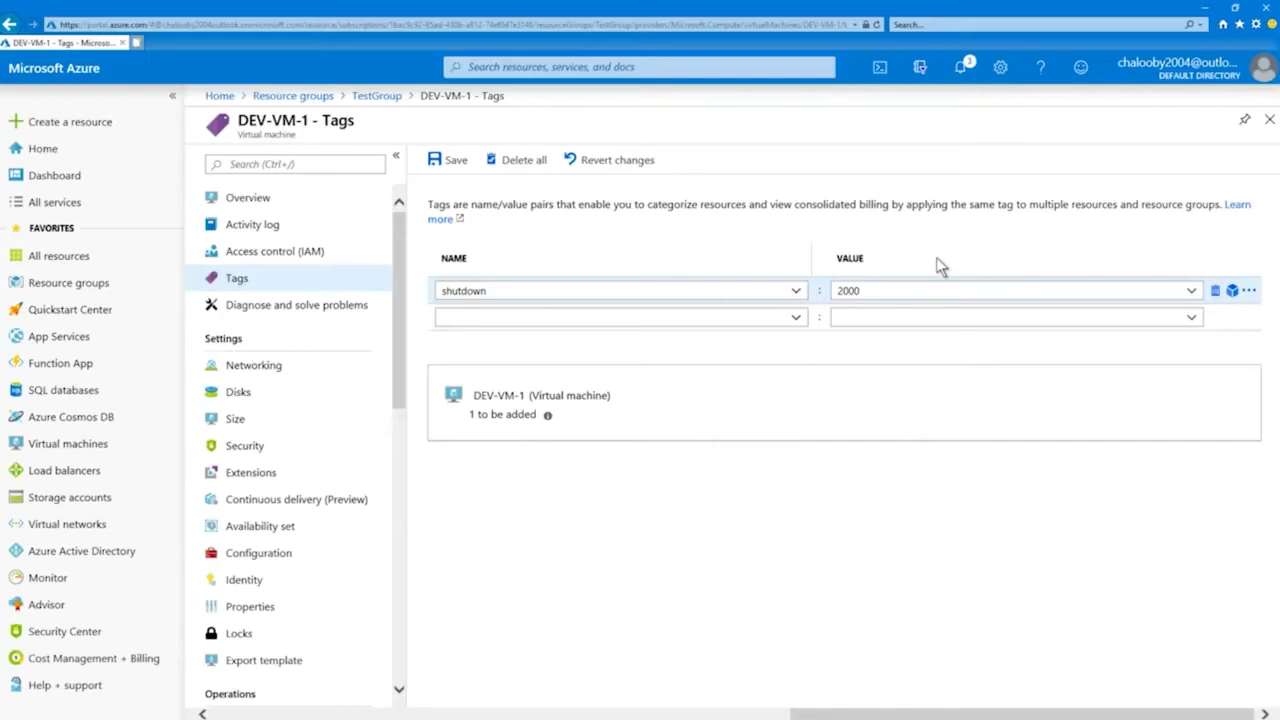 Search...
DEV-VM-1 - Tags - Microso...
Microsoft Azure
Search resources, services, and docs
3
chalooby2004@outlo...
DEFAULT DIRECTORY
Home > Resource groups > TestGroup > DEV-VM-1 - Tags
DEV-VM-1 - Tags
Virtual machine
Create a resource
Home
Dashboard
All services
FAVORITES
All resources
Resource groups
Quickstart Center
App Services
Function App
SQL databases
Azure Cosmos DB
Virtual machines
Load balancers
Storage accounts
Virtual networks
Azure Active Directory
Monitor
Advisor
Security Center
Cost Management + Billing
Help + support
Search (Ctrl+/)
Overview
Activity log
Access control (IAM)
Tags
Diagnose and solve problems
Settings
Networking
Disks
Size
Security
Extensions
Continuous delivery (Preview)
Availability set
Configuration
Identity
Properties
Locks
Export template
Operations
Save Delete all Revert changes
Tags are name/value pairs that enable you to categorize resources and view consolidated billing by applying the same tag to multiple resources and resource groups. Learn
more
NAME VALUE
shutdown : 2000
:
DEV-VM-1 (Virtual machine)
1 to be added